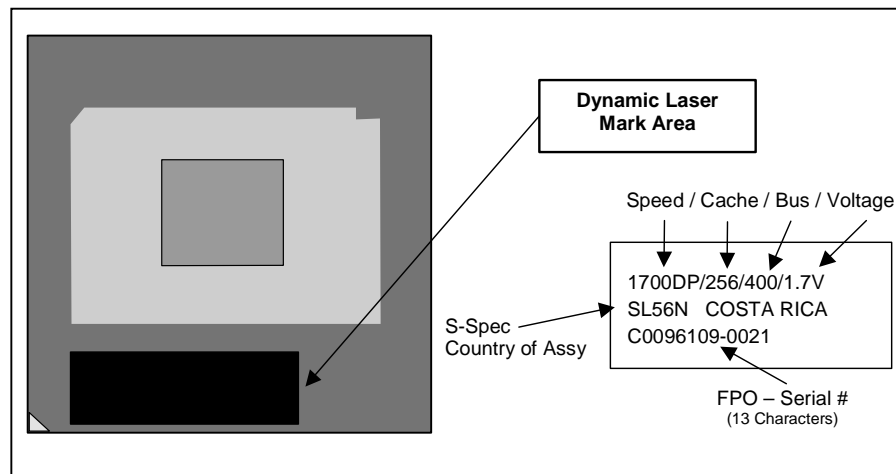 Dynamic Laser
Mark Area
Speed / Cache / Bus / Voltage
1700DP/256/400/1.7V
SL56N COSTA RICA
C0096109-0021
S-Spec
Country of Assy
FPO – Serial #
(13 Characters)